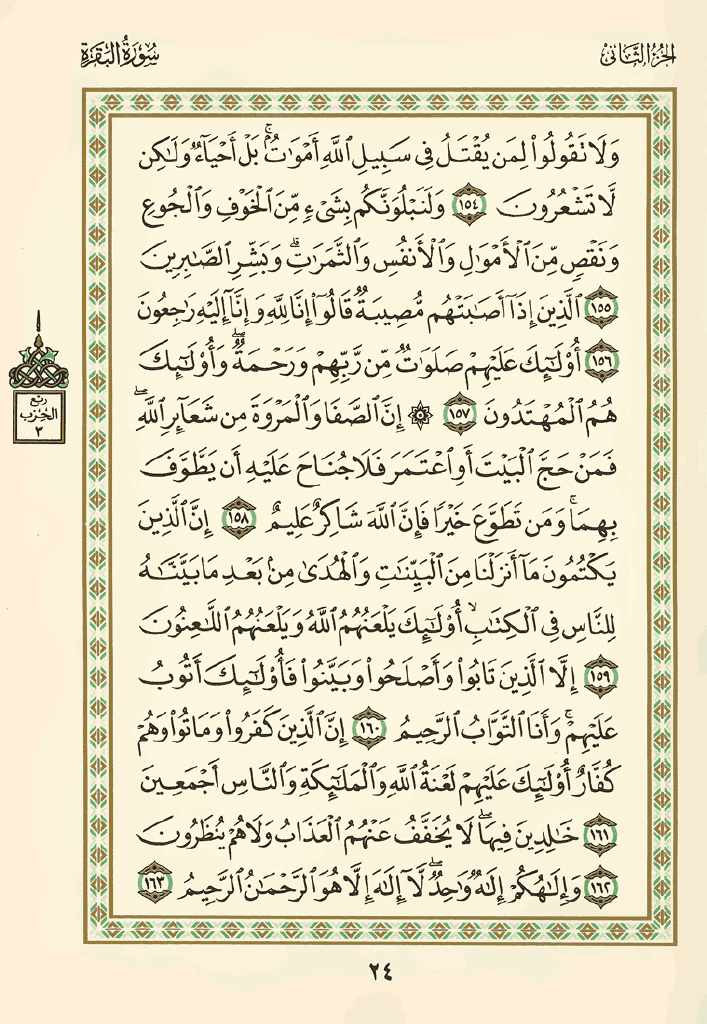 الجزء الثانى
سورة البقرة
وَلَا تَقُولُوا۟ لِمَن يُقْتَلُ فِى سَبِيلِ ٱللَّهِ أَمْوَٰتٌۢ ۚ بَلْ أَحْيَآءٌ وَلَٰكِن
لَّا تَشْعُرُونَ ١٥٤ وَلَنَبْلُوَنَّكُم بِشَىْءٍ مِّنَ ٱلْخَوْفِ وَٱلْجُوعِ
وَنَقْصٍ مِّنَ ٱلْأَمْوَٰلِ وَٱلْأَنفُسِ وَٱلثَّمَرَٰتِ ۗ وَبَشِّرِ ٱلصَّٰبِرِينَ
١٥٥ ٱلَّذِينَ إِذَآ أَصَٰبَتْهُم مُّصِيبَةٌ قَالُوٓا۟ إِنَّا لِلَّهِ وَإِنَّآ إِلَيْهِ رَٰجِعُونَ
١٥٦ أُو۟لَٰٓئِكَ عَلَيْهِمْ صَلَوَٰتٌ مِّن رَّبِّهِمْ وَرَحْمَةٌ ۖ وَأُو۟لَٰٓئِكَ
هُمُ ٱلْمُهْتَدُونَ ١٥٧ ۞ إِنَّ ٱلصَّفَا وَٱلْمَرْوَةَ مِن شَعَآئِرِ ٱللَّهِ ۖ
فَمَنْ حَجَّ ٱلْبَيْتَ أَوِ ٱعْتَمَرَ فَلَا جُنَاحَ عَلَيْهِ أَن يَطَّوَّفَ
بِهِمَا ۚ وَمَن تَطَوَّعَ خَيْرًا فَإِنَّ ٱللَّهَ شَاكِرٌ عَلِيمٌ ١٥٨ إِنَّ ٱلَّذِينَ
يَكْتُمُونَ مَآ أَنزَلْنَا مِنَ ٱلْبَيِّنَٰتِ وَٱلْهُدَىٰ مِنۢ بَعْدِ مَا بَيَّنَّٰهُ
لِلنَّاسِ فِى ٱلْكِتَٰبِ ۙ أُو۟لَٰٓئِكَ يَلْعَنُهُمُ ٱللَّهُ وَيَلْعَنُهُمُ ٱللَّٰعِنُونَ
١٥٩ إِلَّا ٱلَّذِينَ تَابُوا۟ وَأَصْلَحُوا۟ وَبَيَّنُوا۟ فَأُو۟لَٰٓئِكَ أَتُوبُ
عَلَيْهِمْ ۚ وَأَنَا ٱلتَّوَّابُ ٱلرَّحِيمُ ١٦٠ إِنَّ ٱلَّذِينَ كَفَرُوا۟ وَمَاتُوا۟ وَهُمْ
كُفَّارٌ أُو۟لَٰٓئِكَ عَلَيْهِمْ لَعْنَةُ ٱللَّهِ وَٱلْمَلَٰٓئِكَةِ وَٱلنَّاسِ أَجْمَعِينَ
١٦١ خَٰلِدِينَ فِيهَا ۖ لَا يُخَفَّفُ عَنْهُمُ ٱلْعَذَابُ وَلَا هُمْ يُنظَرُونَ
١٦٢ وَإِلَٰهُكُمْ إِلَٰهٌ وَٰحِدٌ ۖ لَّآ إِلَٰهَ إِلَّا هُوَ ٱلرَّحْمَٰنُ ٱلرَّحِيمُ ١٦٣
ربع
الحزب
٣
٢٤